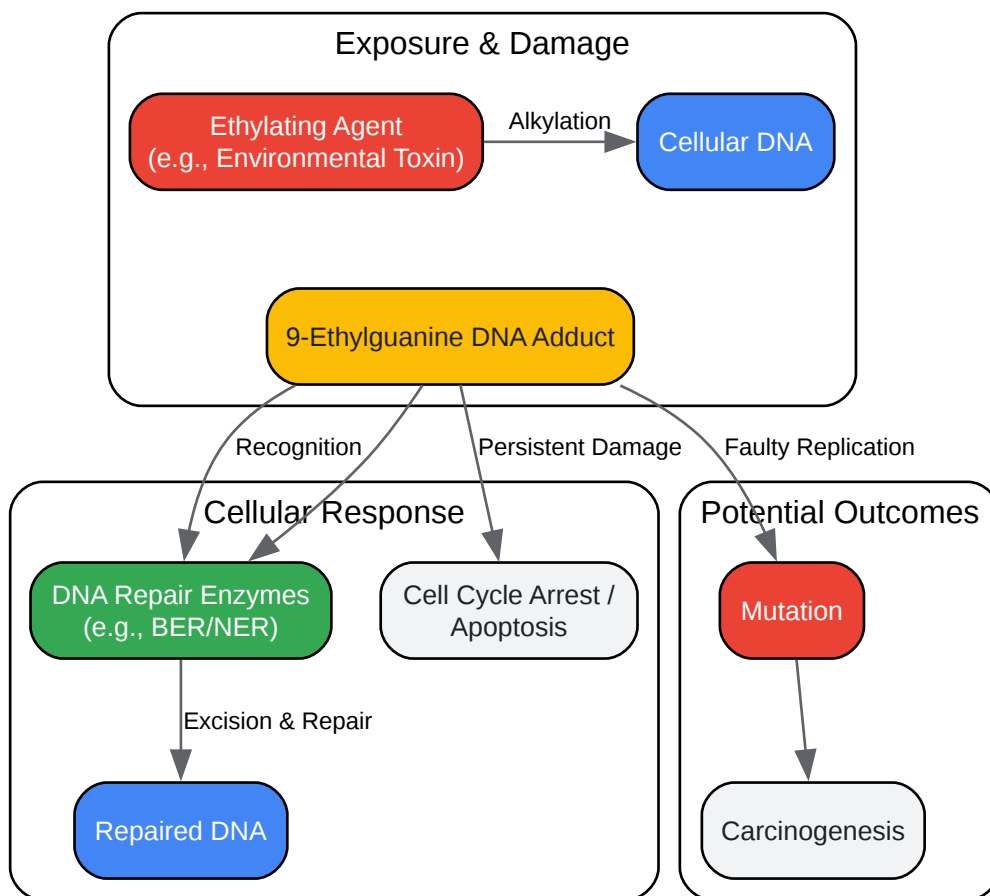 Exposure & Damage
Ethylating Agent
(e.g., Environmental Toxin)
Alkylation
Cellular DNA
9-Ethylguanine DNA Adduct
Recognition
Persistent Damage
Faulty Replication
Cellular Response
Potential Outcomes
DNA Repair Enzymes
(e.g., BER/NER)
Cell Cycle Arrest /
Apoptosis
Mutation
Excision & Repair
Repaired DNA
Carcinogenesis